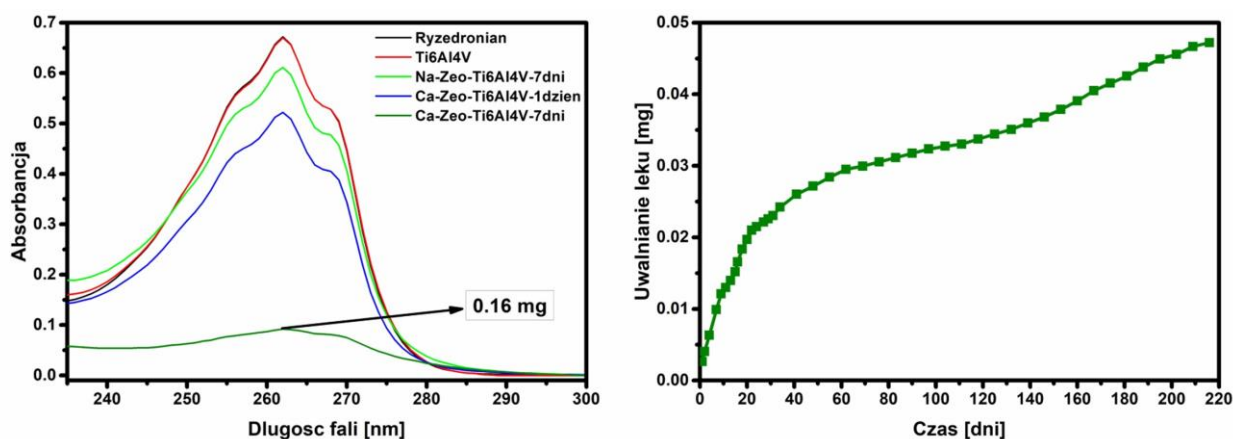 0.7
0.6
0.5
0.4
0.3
0.2
0.1
0.0
Absorbancja
240 250 260 270 280 290 300
Dlugosc fali [nm]
Ryzedronian
Ti6Al4V
Na-Zeo-Ti6Al4V-7dni
Ca-Zeo-Ti6Al4V-1dzien
Ca-Zeo-Ti6Al4V-7dni
0.16 mg
0.05
0.04
0.03
0.02
0.01
0.00
Uwalnianie leku [mg]
0 20 40 60 80 100 120 140 160 180 200 220
Czas [dni]